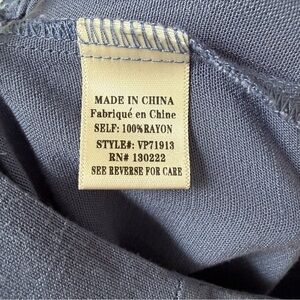 MADE IN CHINA
Fabriqué en Chine
SELF: 100%RAYON
STYLE#: VP71913
RN# 130222
SEE REVERSE FOR CARE